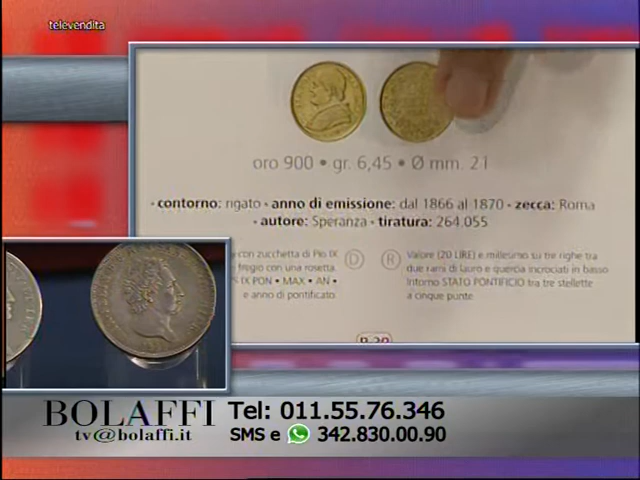 televendita
oro 900 • gr. 6,45 • Ø mm. 21
• contorno: rigato • anno di emissione: dal 1866 al 1870 • zecca: Roma
• autore: Speranza • tiratura: 264.055
con zucchetta di Pio IX
fregio con una rosetta.
IX PON • MAX • AN •
e anno di pontificato.
D
R
Valore (20 LIRE) e millesimo su tre righe tra
due rami di lauro e quercia incrociati in basso
Intorno STATO PONTIFICIO tra tre stellette
a cinque punte
BOLAFFI
tv@bolaffi.it
Tel: 011.55.76.346
SMS e 342.830.00.90